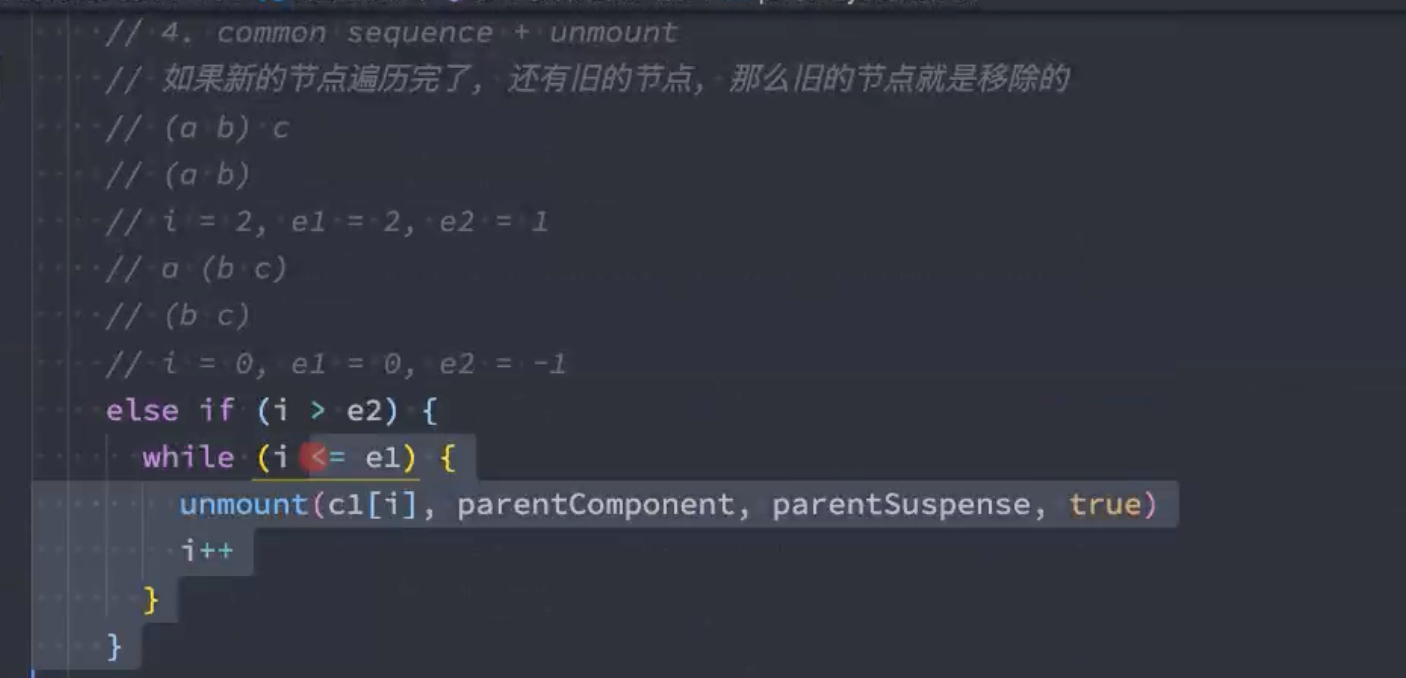 // 4. common sequence + unmount
// 如果新的节点遍历完了, 还有旧的节点, 那么旧的节点就是移除的
// (a b) c
// (a b)
// i = 2, e1 = 2, e2 = 1
// a (b c)
// (b c)
// i = 0, e1 = 0, e2 = -1
else if (i > e2) {
while (i <= e1) {
unmount(c1[i], parentComponent, parentSuspense, true)
i++
}
}